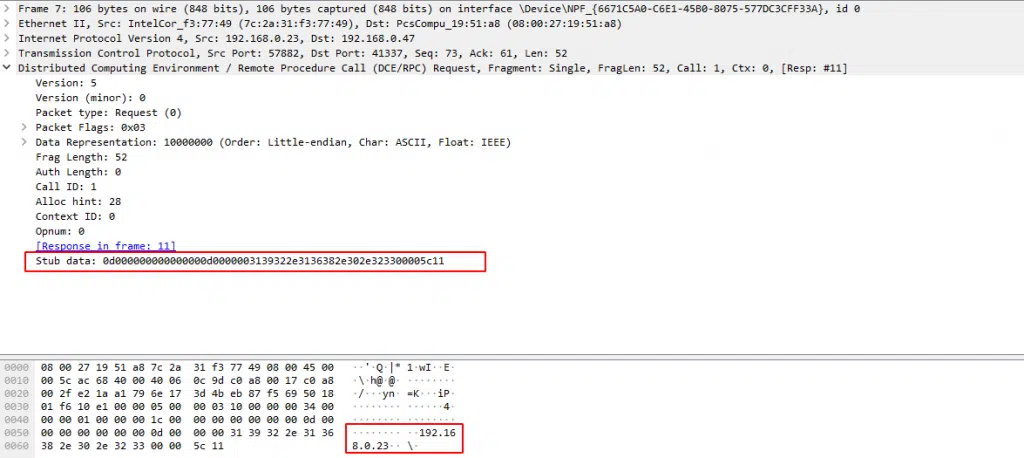 Frame 7: 106 bytes on wire (848 bits), 106 bytes captured (848 bits) on interface \Device\NPF_{6671C5A0-C6E1-45B0-8075-577DC3CFF33A}, id 0
Ethernet II, Src: IntelCor_f3:77:49 (7c:2a:31:f3:77:49), Dst: PcsCompu_19:51:a8 (08:00:27:19:51:a8)
Internet Protocol Version 4, Src: 192.168.0.23, Dst: 192.168.0.47
Transmission Control Protocol, Src Port: 57882, Dst Port: 41337, Seq: 73, Ack: 61, Len: 52
Distributed Computing Environment / Remote Procedure Call (DCE/RPC) Request, Fragment: Single, FragLen: 52, Call: 1, Ctx: 0, [Resp: #11]
Version: 5
Version (minor): 0
Packet type: Request (0)
Packet Flags: 0x03
Data Representation: 10000000 (Order: Little-endian, Char: ASCII, Float: IEEE)
Frag Length: 52
Auth Length: 0
Call ID: 1
Alloc hint: 28
Context ID: 0
Opnum: 0
[Response in frame: 11]
Stub data: 0d000000000000000d0000003139322e3136382e302e323300005c11
0000 08 00 27 19 51 a8 7c 2a 31 f3 77 49 08 00 45 00 ··'·Q·|*1·wI··E·
0010 00 5c ac 68 40 00 40 06 0c 9d c0 a8 00 17 c0 a8 ·\·h@·@·········
0020 00 2f e2 1a a1 79 6e 17 3d 4b eb 87 f5 69 50 18 ·/···yn·=K···iP·
0030 01 f6 10 e1 00 00 05 00 00 03 10 00 00 00 34 00 ··············4·
0040 00 00 01 00 00 00 1c 00 00 00 00 00 00 00 0d 00 ················
0050 00 00 00 00 00 00 0d 00 00 00 31 39 32 2e 31 36 ··········192.16
0060 38 2e 30 2e 32 33 00 00 5c 11 8.0.23··\·